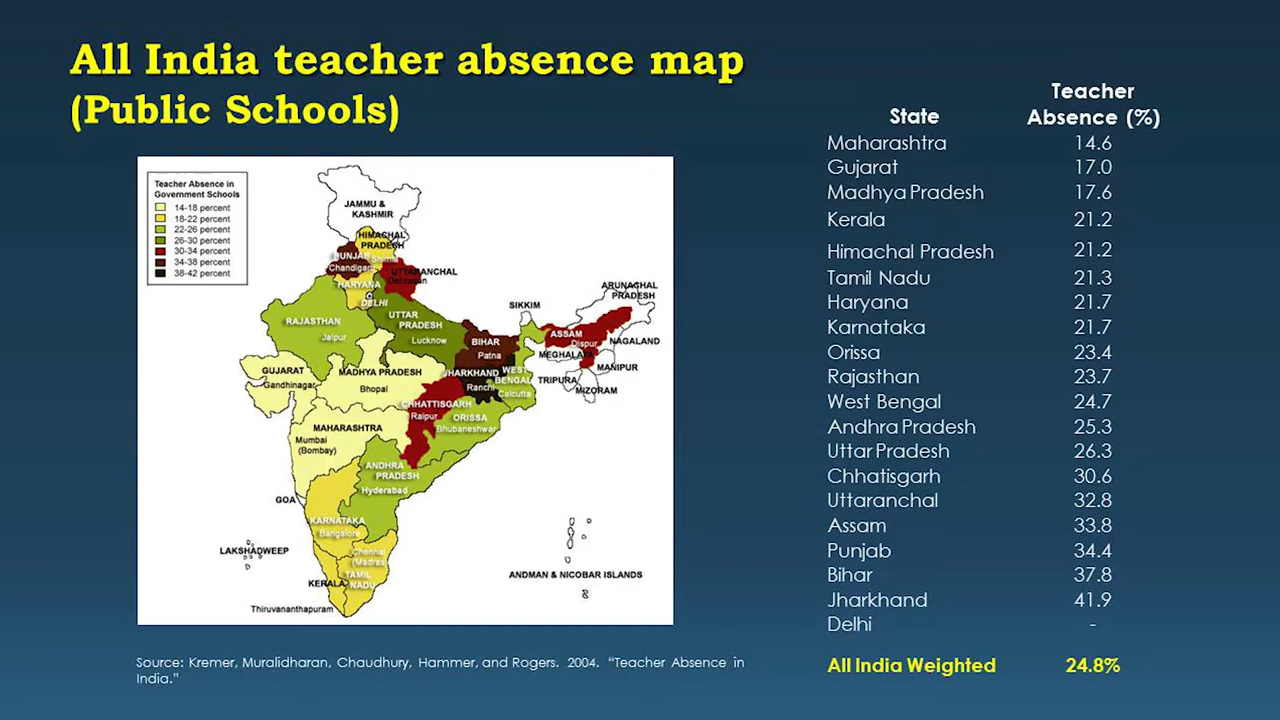 All India teacher absence map
(Public Schools)
Teacher Absence in
Government Schools
14-18 percent
18-22 percent
22-26 percent
26-30 percent
30-34 percent
34-38 percent
38-42 percent
JAMMU &
KASHMIR
HIMACHAL
PRADESH
Shimla
PUNJAB
Chandigarh
UTTARANCHAL
Dehradun
HARYANA
DELHI
ARUNACHAL
PRADESH
SIKKIM
RAJASTHAN
Jaipur
UTTAR
PRADESH
Lucknow
BIHAR
Patna
ASSAM
Dispur
NAGALAND
MEGHALAYA
MANIPUR
TRIPURA
MIZORAM
GUJARAT
Gandhinagar
MADHYA PRADESH
Bhopal
JHARKHAND
Ranchi
WEST
BENGAL
Calcutta
CHHATTISGARH
Raipur
ORISSA
Bhubaneshwar
MAHARASHTRA
Mumbai
(Bombay)
ANDHRA
PRADESH
Hyderabad
GOA
KARNATAKA
Bangalore
LAKSHADWEEP
Chennai
(Madras)
TAMIL
NADU
KERALA
Thiruvananthapuram
ANDMAN & NICOBAR ISLANDS
Source: Kremer, Muralidharan, Chaudhury, Hammer, and Rogers. 2004. “Teacher Absence in
India.”
State Teacher
Absence (%)
Maharashtra 14.6
Gujarat 17.0
Madhya Pradesh 17.6
Kerala 21.2
Himachal Pradesh 21.2
Tamil Nadu 21.3
Haryana 21.7
Karnataka 21.7
Orissa 23.4
Rajasthan 23.7
West Bengal 24.7
Andhra Pradesh 25.3
Uttar Pradesh 26.3
Chhatisgarh 30.6
Uttaranchal 32.8
Assam 33.8
Punjab 34.4
Bihar 37.8
Jharkhand 41.9
Delhi -
All India Weighted 24.8%